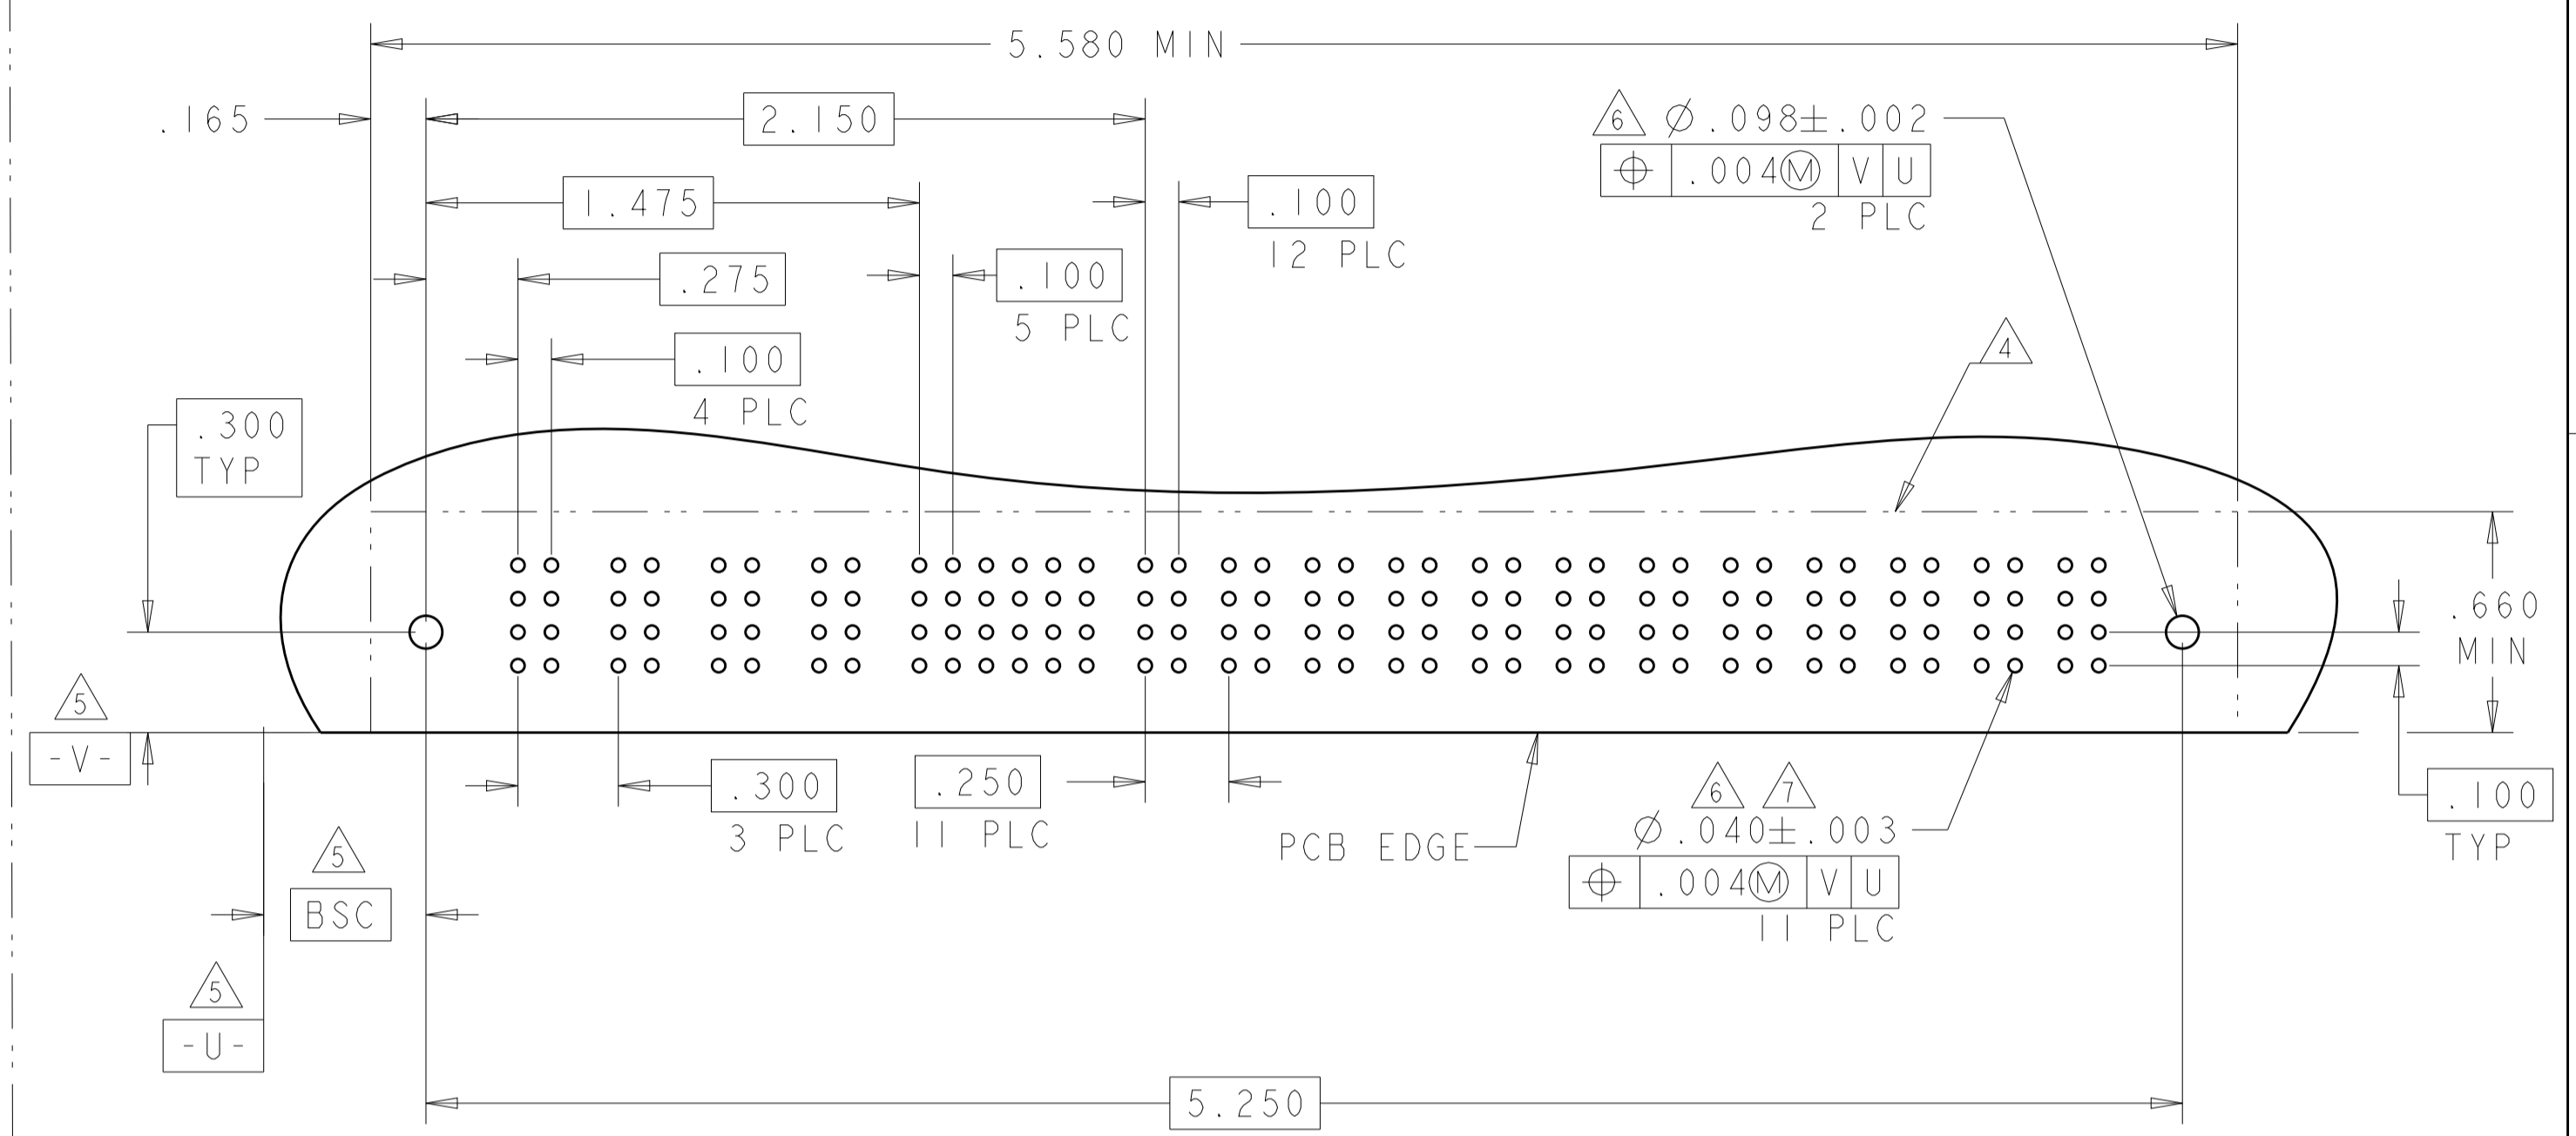 5.580 MIN
.165
2.150
6 Ø.098±.002
⌖ .004Ⓜ V U
2 PLC
1.475
.100
12 PLC
.275
.100
5 PLC
.100
4 PLC
4
.300
TYP
.660
MIN
5
-V-
.300
3 PLC
.250
11 PLC
PCB EDGE
6 7
Ø.040±.003
⌖ .004Ⓜ V U
11 PLC
.100
TYP
5
BSC
5
-U-
5.250